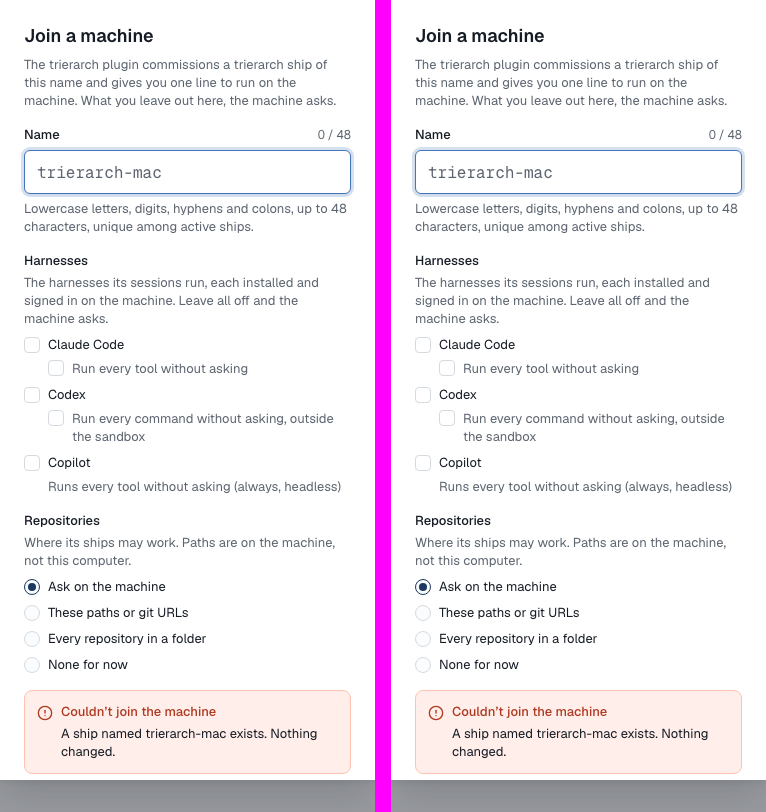 Join a machine
The trierarch plugin commissions a trierarch ship of
this name and gives you one line to run on the
machine. What you leave out here, the machine asks.
Name 0 / 48
trierarch-mac
Lowercase letters, digits, hyphens and colons, up to 48
characters, unique among active ships.
Harnesses
The harnesses its sessions run, each installed and
signed in on the machine. Leave all off and the
machine asks.
Claude Code
Run every tool without asking
Codex
Run every command without asking, outside
the sandbox
Copilot
Runs every tool without asking (always, headless)
Repositories
Where its ships may work. Paths are on the machine,
not this computer.
Ask on the machine
These paths or git URLs
Every repository in a folder
None for now
Couldn’t join the machine
A ship named trierarch-mac exists. Nothing
changed.
Join a machine
The trierarch plugin commissions a trierarch ship of
this name and gives you one line to run on the
machine. What you leave out here, the machine asks.
Name 0 / 48
trierarch-mac
Lowercase letters, digits, hyphens and colons, up to 48
characters, unique among active ships.
Harnesses
The harnesses its sessions run, each installed and
signed in on the machine. Leave all off and the
machine asks.
Claude Code
Run every tool without asking
Codex
Run every command without asking, outside
the sandbox
Copilot
Runs every tool without asking (always, headless)
Repositories
Where its ships may work. Paths are on the machine,
not this computer.
Ask on the machine
These paths or git URLs
Every repository in a folder
None for now
Couldn’t join the machine
A ship named trierarch-mac exists. Nothing
changed.